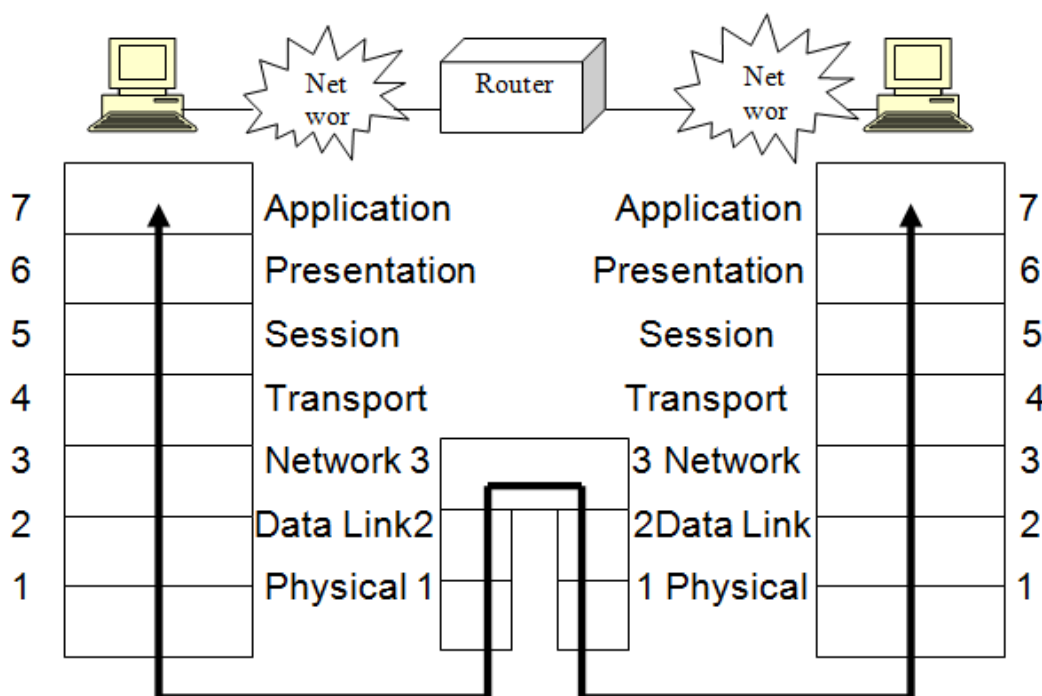 Net
wor
Router
Net
wor
7 Application Application 7
6 Presentation Presentation 6
5 Session Session 5
4 Transport Transport 4
3 Network 3 3 Network 3
2 Data Link2 2Data Link 2
1 Physical 1 1 Physical 1